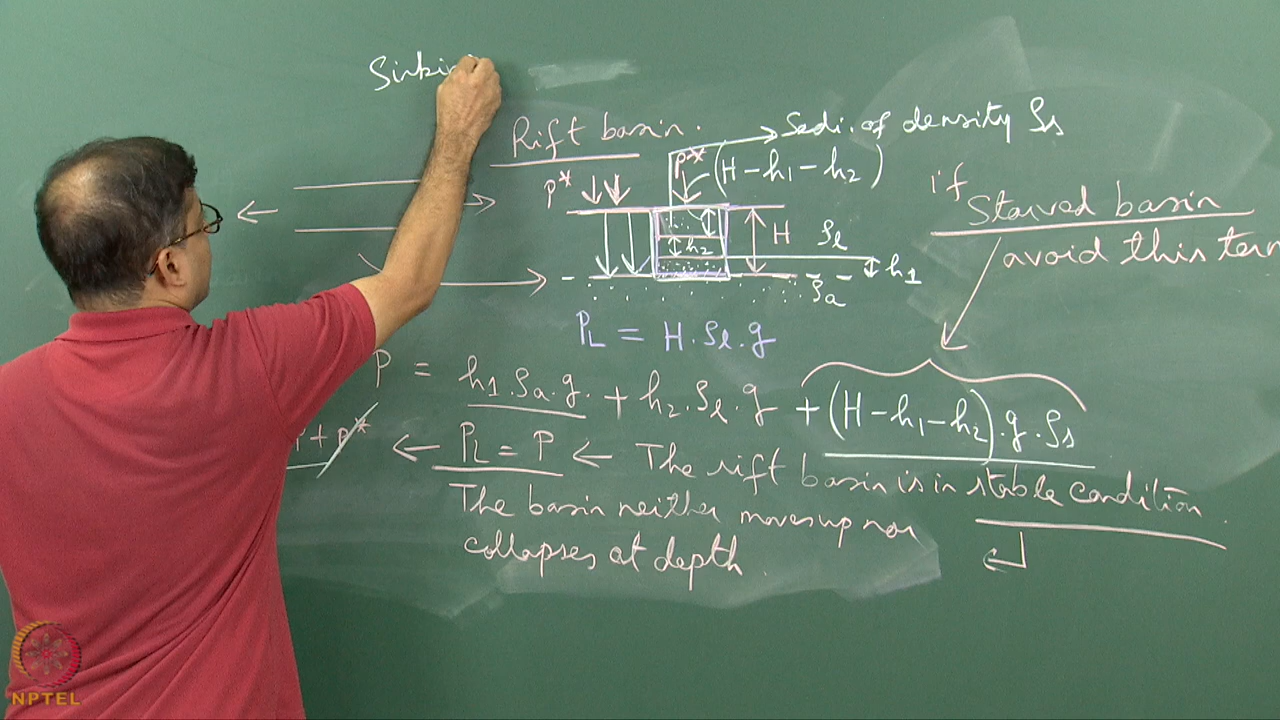 Sinki
Rift basin.
Sedi. of density ρs
P*
P*
(H-h1-h2)
if Starved basin
avoid this term
h2
H
ρl
h1
ρa
PL = H.ρl.g
P = h1.ρa.g. + h2.ρl.g + (H-h1-h2).g.ρs
+ P* ← PL = P ← The rift basin is in stable condition.
The basin neither moves up nor
collapses at depth.
NPTEL